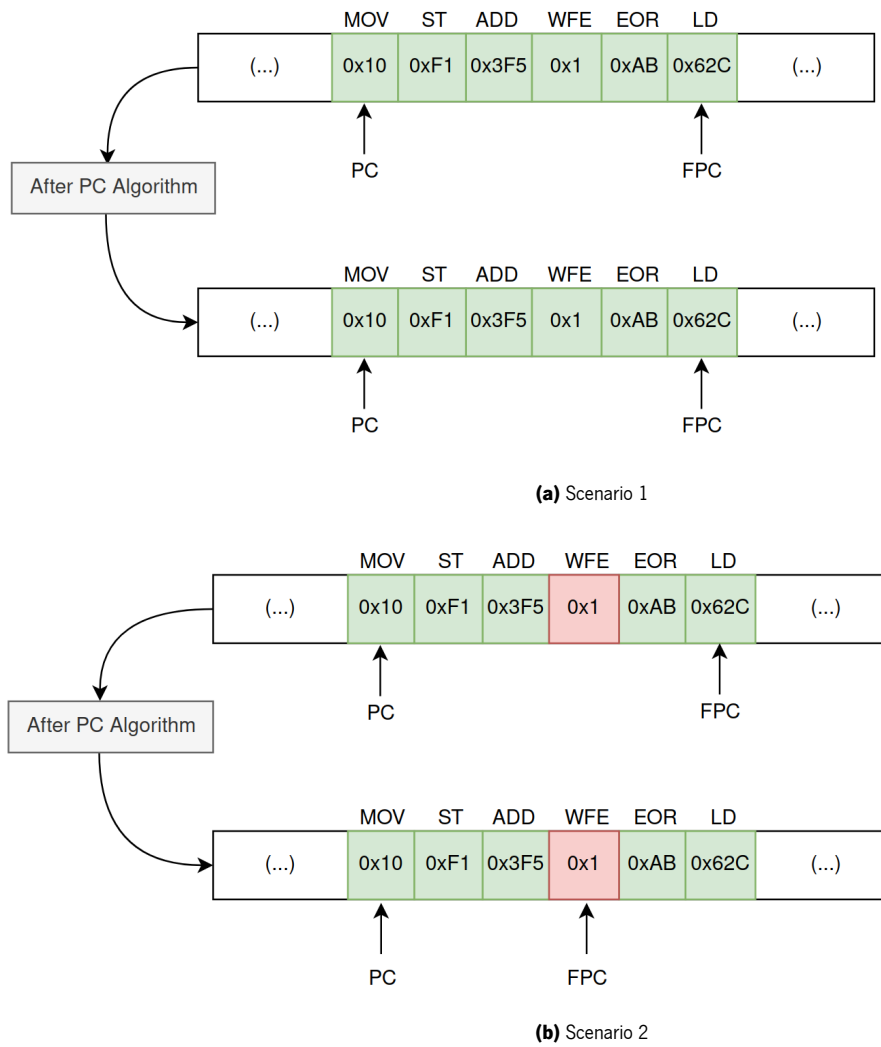 MOV ST ADD WFE EOR LD
(...) 0x10 0xF1 0x3F5 0x1 0xAB 0x62C (...)
PC FPC
After PC Algorithm
MOV ST ADD WFE EOR LD
(...) 0x10 0xF1 0x3F5 0x1 0xAB 0x62C (...)
PC FPC
(a) Scenario 1
MOV ST ADD WFE EOR LD
(...) 0x10 0xF1 0x3F5 0x1 0xAB 0x62C (...)
PC FPC
After PC Algorithm
MOV ST ADD WFE EOR LD
(...) 0x10 0xF1 0x3F5 0x1 0xAB 0x62C (...)
PC FPC
(b) Scenario 2